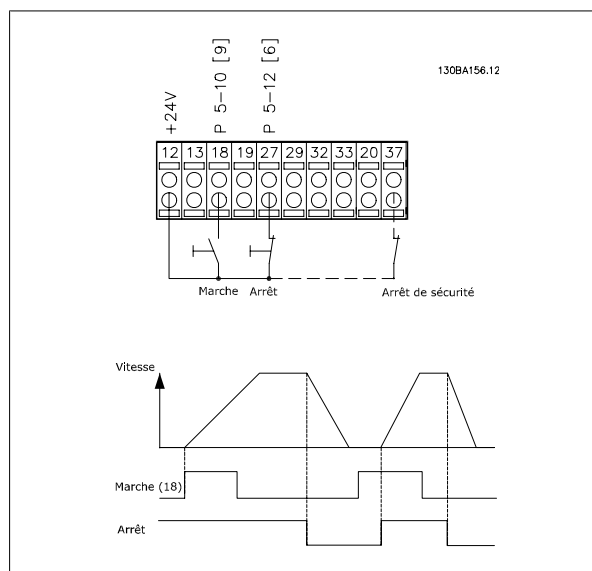 130BA156.12
+24V
P 5-10 [9]
P 5-12 [6]
12 13 18 19 27 29 32 33 20 37
Marche Arrêt Arrêt de sécurité
Vitesse
Marche (18)
Arrêt